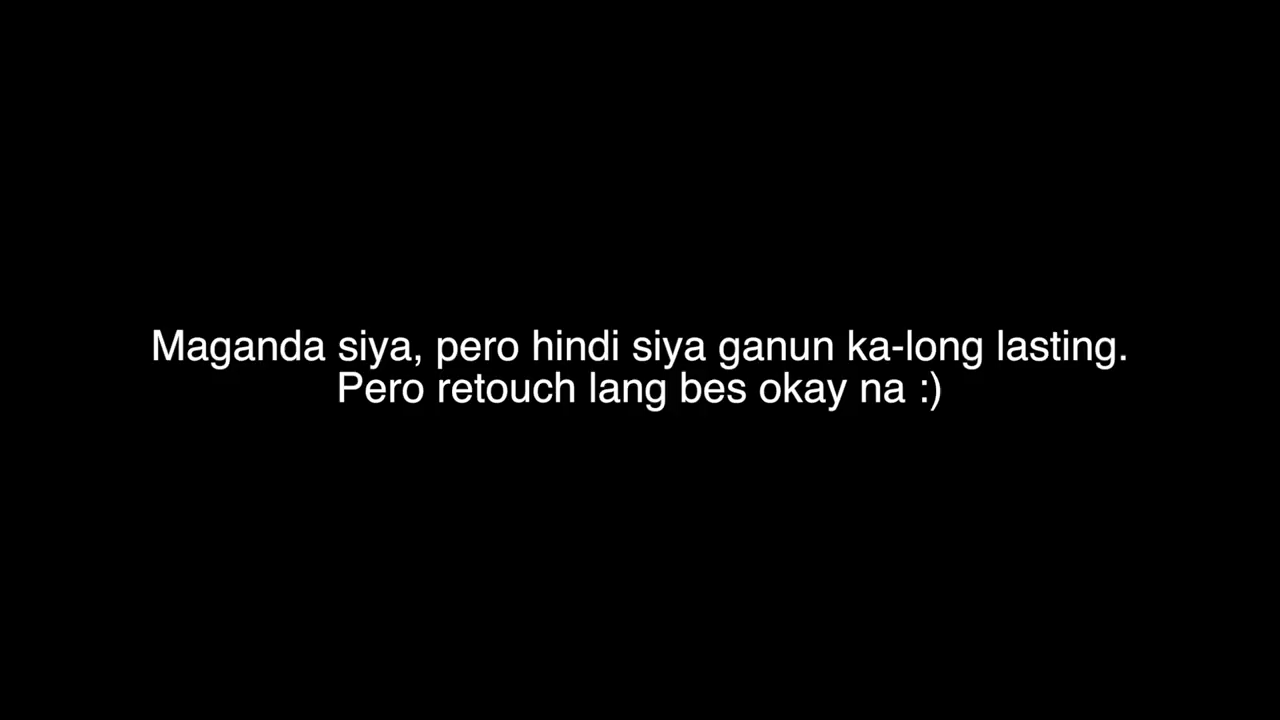 Maganda siya, pero hindi siya ganun ka-long lasting.
Pero retouch lang bes okay na :)